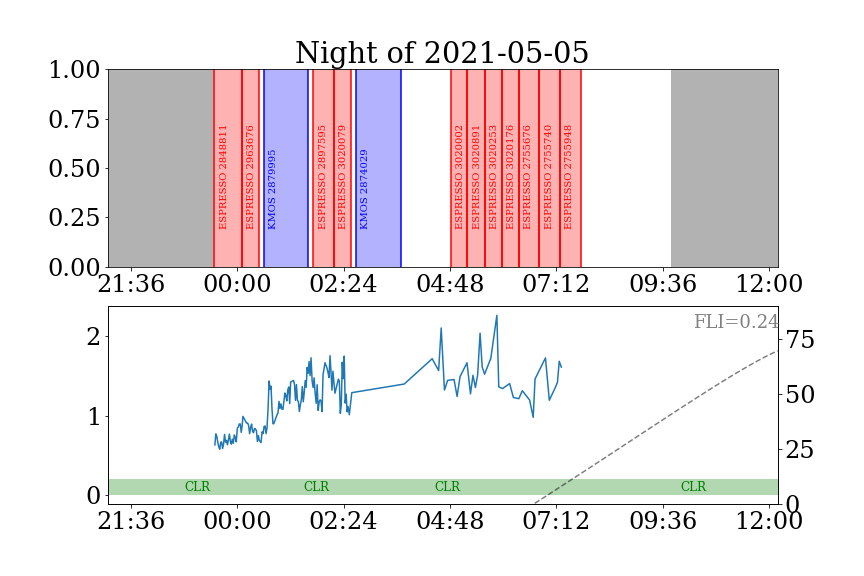 Night of 2021-05-05
1.00
0.75
0.50
0.25
0.00
ESPRESSO 2848811
ESPRESSO 2963676
KMOS 2879995
ESPRESSO 2897595
ESPRESSO 3020079
KMOS 2874029
ESPRESSO 3020002
ESPRESSO 3020891
ESPRESSO 3020253
ESPRESSO 3020176
ESPRESSO 2755676
ESPRESSO 2755740
ESPRESSO 2755948
21:36 00:00 02:24 04:48 07:12 09:36 12:00
FLI=0.24
2
1
0
75
50
25
0
CLR CLR CLR CLR
21:36 00:00 02:24 04:48 07:12 09:36 12:00